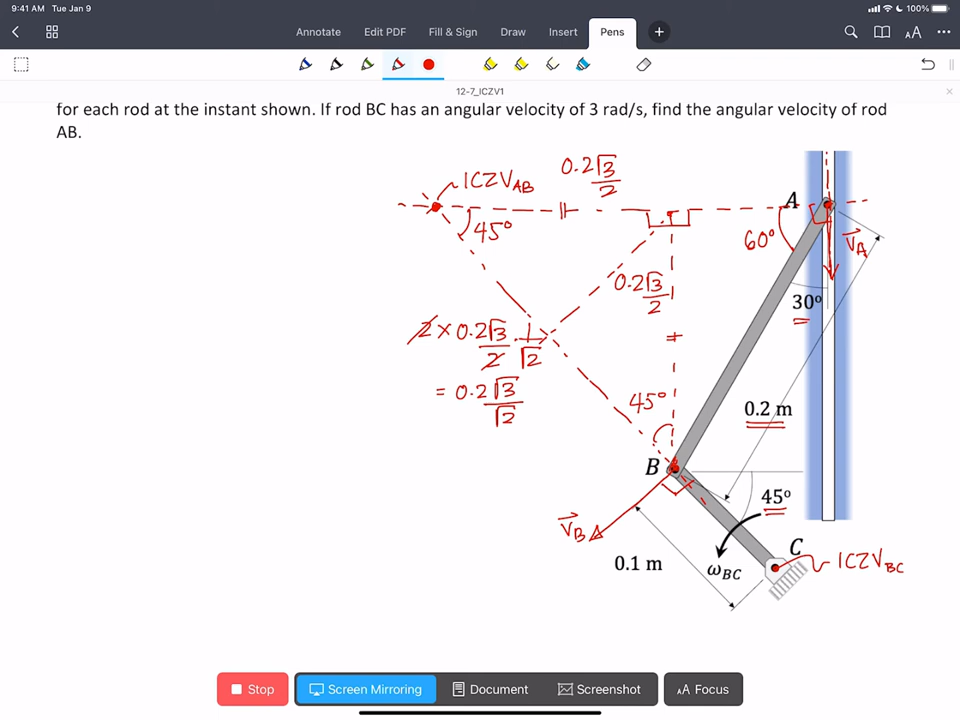 9:41 AM Tue Jan 9
100%
Annotate Edit PDF Fill & Sign Draw Insert Pens
AA
12-7_ICZV1
for each rod at the instant shown. If rod BC has an angular velocity of 3 rad/s, find the angular velocity of rod
AB.
ICZV_AB
0.2√3/2
A
45°
60°
V_A
0.2√3/2
30°
2 × 0.2√3/2 · 1/√2
= 0.2√3/√2
45°
0.2 m
B
45°
V_B
C
ICZV_BC
0.1 m
ω_BC
Stop Screen Mirroring Document Screenshot AA Focus